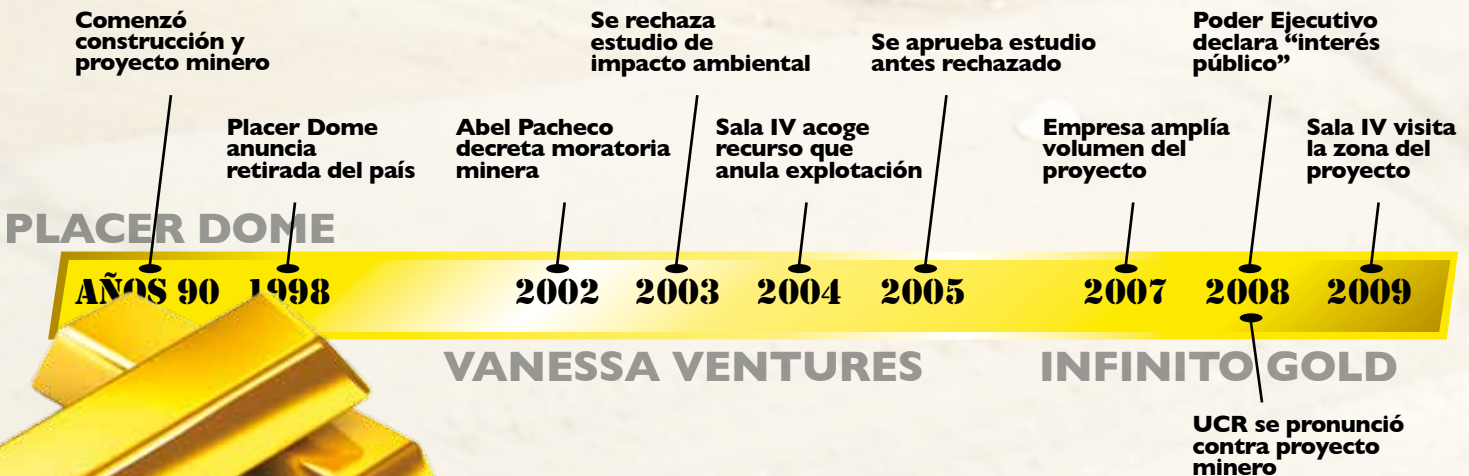 Comenzó
construcción y
proyecto minero
Placer Dome
anuncia
retirada del país
Abel Pacheco
decreta moratoria
minera
Se rechaza
estudio de
impacto ambiental
Sala IV acoge
recurso que
anula explotación
Se aprueba estudio
antes rechazado
Empresa amplía
volumen del
proyecto
Poder Ejecutivo
declara “interés
público”
Sala IV visita
la zona del
proyecto
PLACER DOME
AÑOS 90 1998 2002 2003 2004 2005 2007 2008 2009
VANESSA VENTURES
INFINITO GOLD
UCR se pronunció
contra proyecto
minero